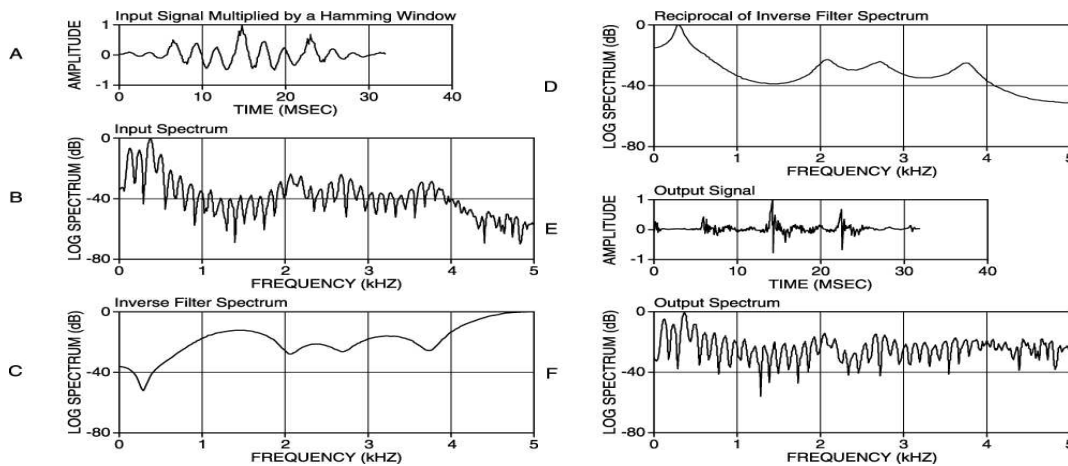 A
Input Signal Multiplied by a Hamming Window
AMPLITUDE
1
0
-1
0 10 20 30 40
TIME (MSEC)
B
Input Spectrum
LOG SPECTRUM (dB)
0
-40
-80
0 1 2 3 4 5
FREQUENCY (kHZ)
C
Inverse Filter Spectrum
LOG SPECTRUM (dB)
0
-40
-80
0 1 2 3 4 5
FREQUENCY (kHZ)
D
Reciprocal of Inverse Filter Spectrum
LOG SPECTRUM (dB)
0
-40
-80
0 1 2 3 4 5
FREQUENCY (kHZ)
E
Output Signal
AMPLITUDE
1
0
-1
0 10 20 30 40
TIME (MSEC)
F
Output Spectrum
LOG SPECTRUM (dB)
0
-40
-80
0 1 2 3 4 5
FREQUENCY (kHZ)